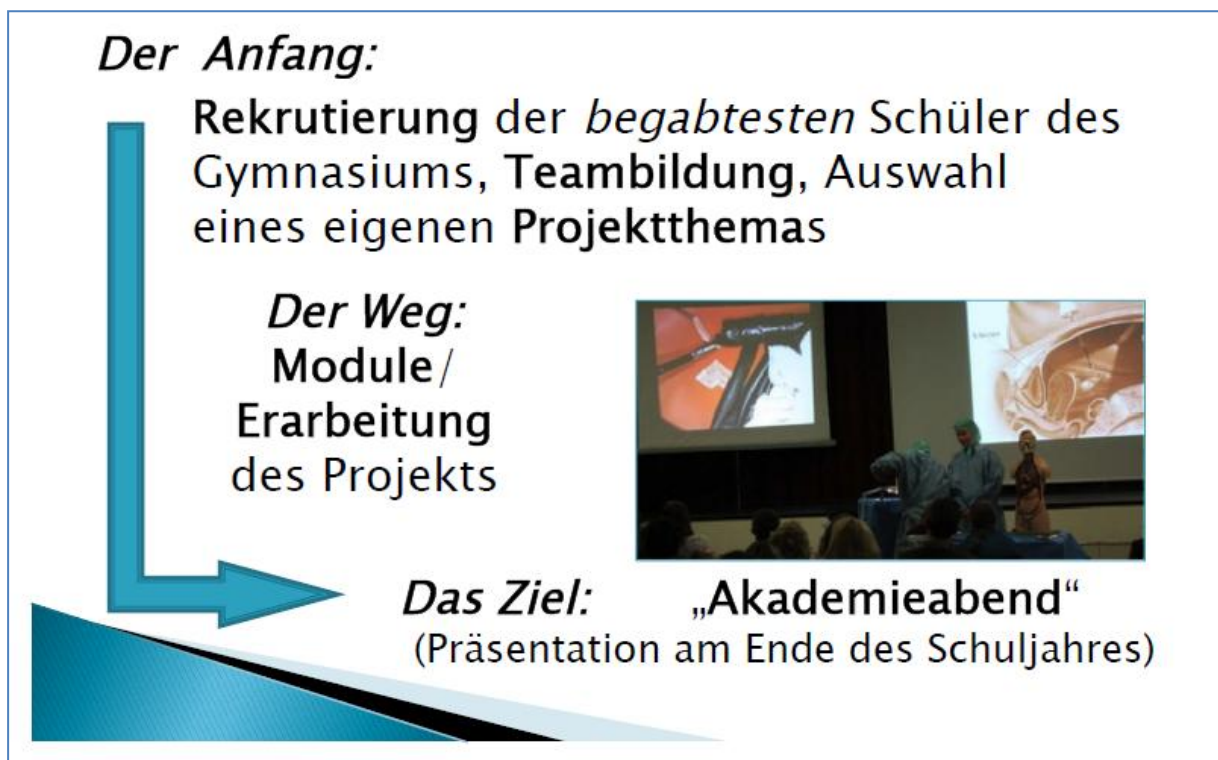 Der Anfang:
Rekrutierung der begabtesten Schüler des
Gymnasiums, Teambildung, Auswahl
eines eigenen Projektthemas
Der Weg:
Module/
Erarbeitung
des Projekts
Das Ziel: „Akademieabend“
(Präsentation am Ende des Schuljahres)